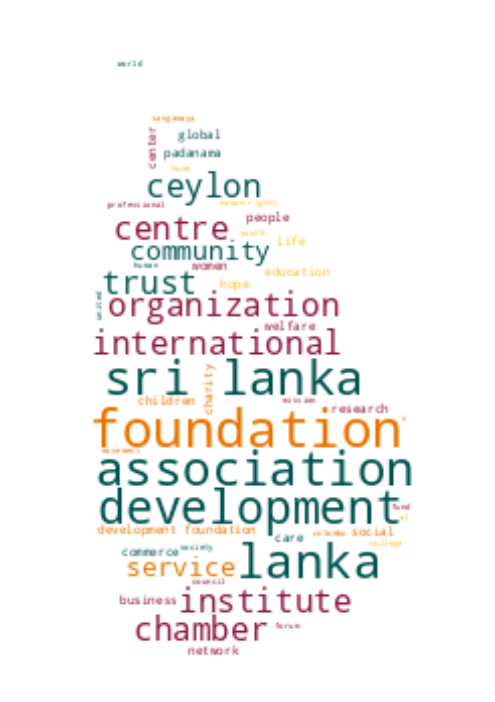 world
sangamaya
center
global
padanama
home
ceylon
professional
human rights
people
centre
youth
life
community
human
women
education
trust
hope
social
organization
welfare
international
sri lanka
charity
children
mission
research
foundation
movement
association
development
fund
al
development foundation
colombo
social
care
college
commerce
society
service
lanka
council
business
institute
chamber
forum
network